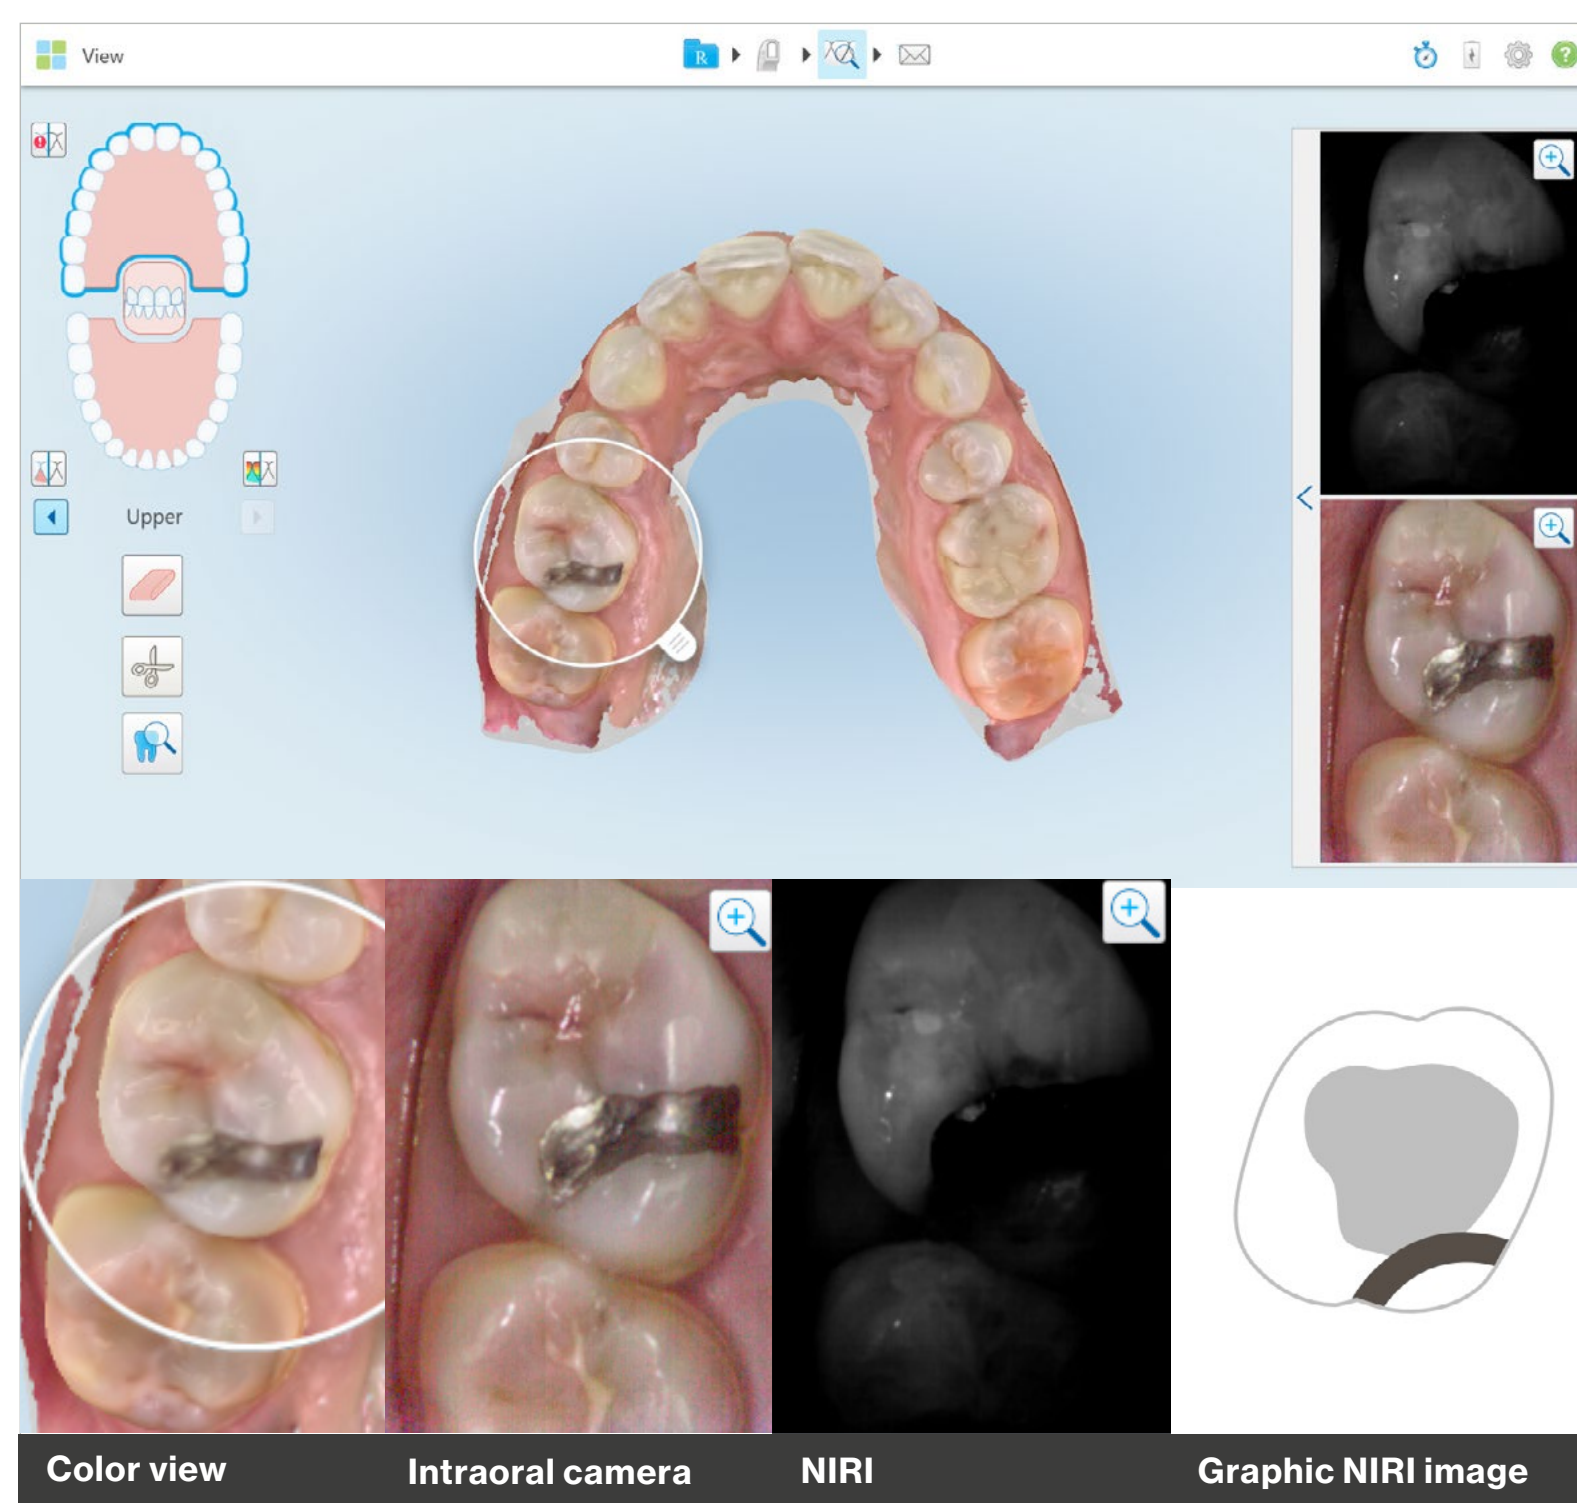 View
R
?
Upper
Color view
Intraoral camera
NIRI
Graphic NIRI image